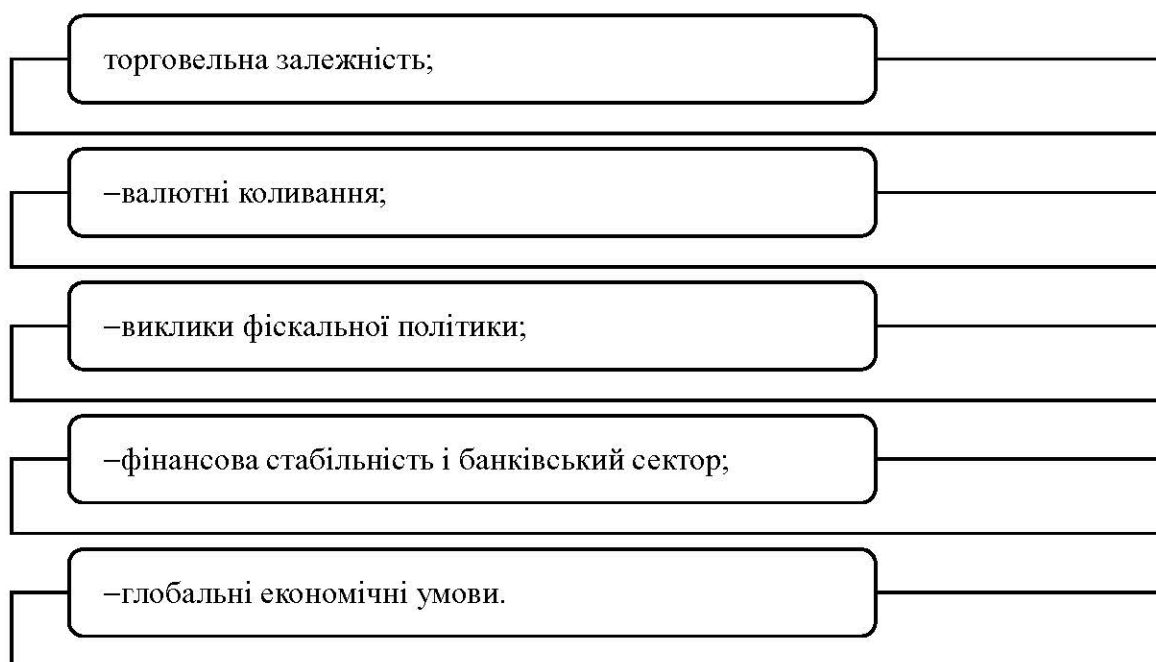 торговельна залежність;
–валютні коливання;
–виклики фіскальної політики;
–фінансова стабільність і банківський сектор;
–глобальні економічні умови.